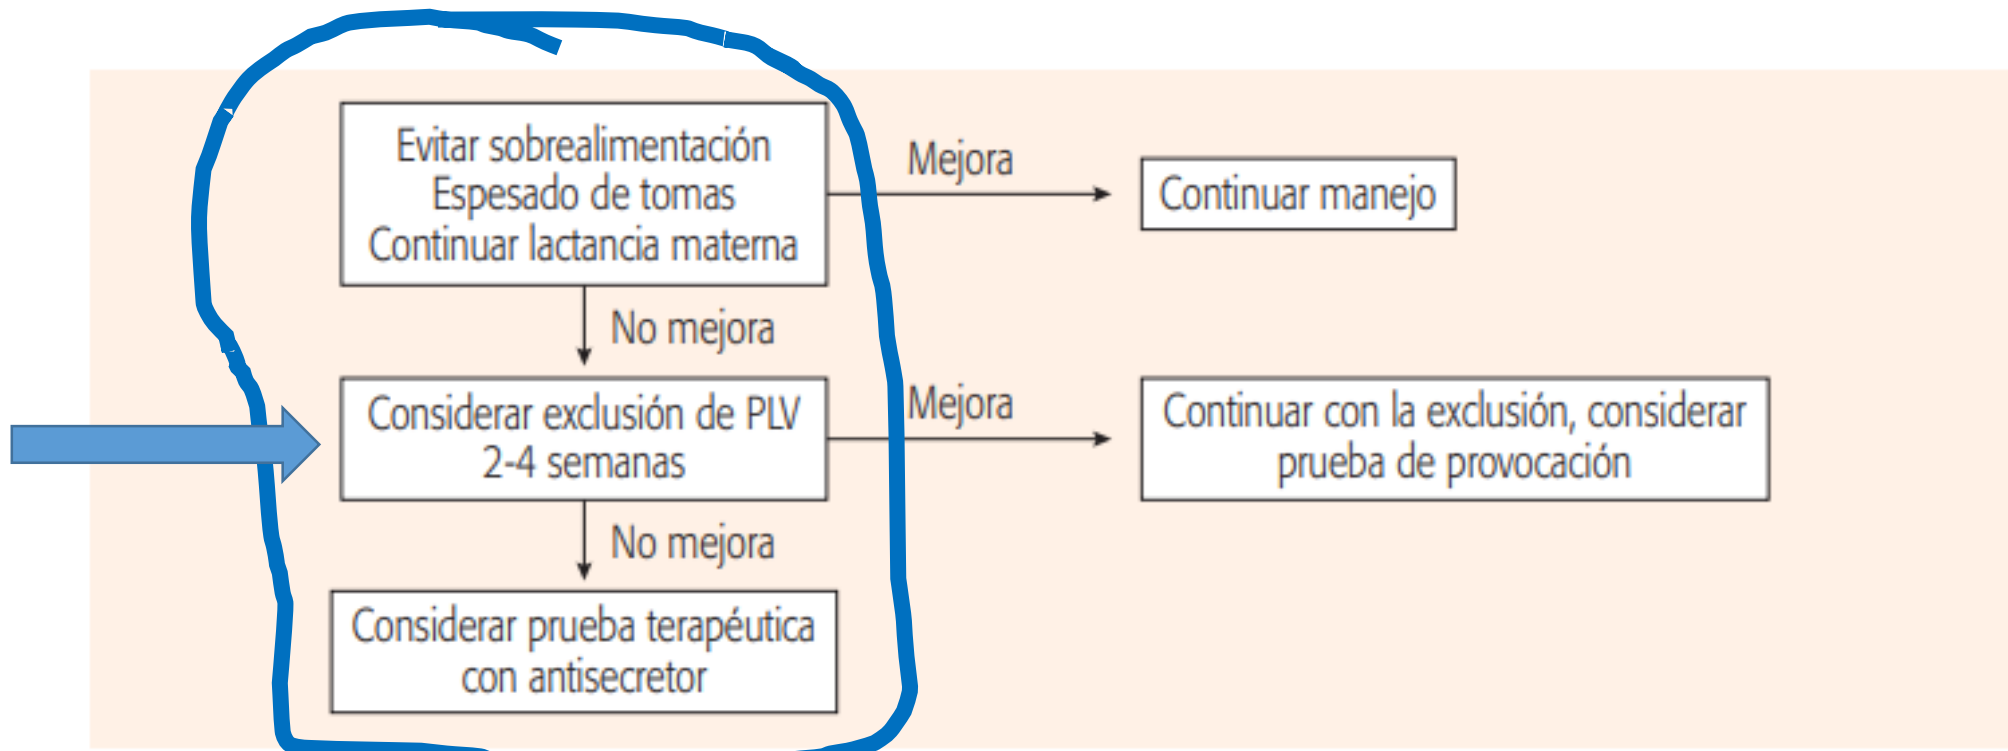 Evitar sobrealimentación
Espesado de tomas
Continuar lactancia materna
Mejora
Continuar manejo
No mejora
Considerar exclusión de PLV
2-4 semanas
Mejora
Continuar con la exclusión, considerar
prueba de provocación
No mejora
Considerar prueba terapéutica
con antisecretor